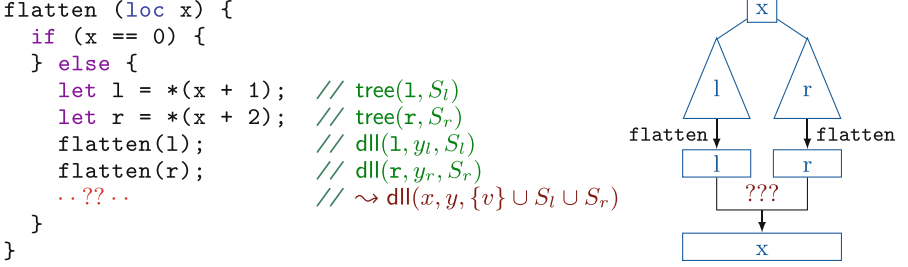 flatten (loc x) {
if (x == 0) {
} else {
let l = *(x + 1); // tree(l, S_l)
let r = *(x + 2); // tree(r, S_r)
flatten(l); // dll(l, y_l, S_l)
flatten(r); // dll(r, y_r, S_r)
·· ?? ·· // ⇝ dll(x, y, {v} ∪ S_l ∪ S_r)
}
}
x
l r
flatten flatten
l r
???
x